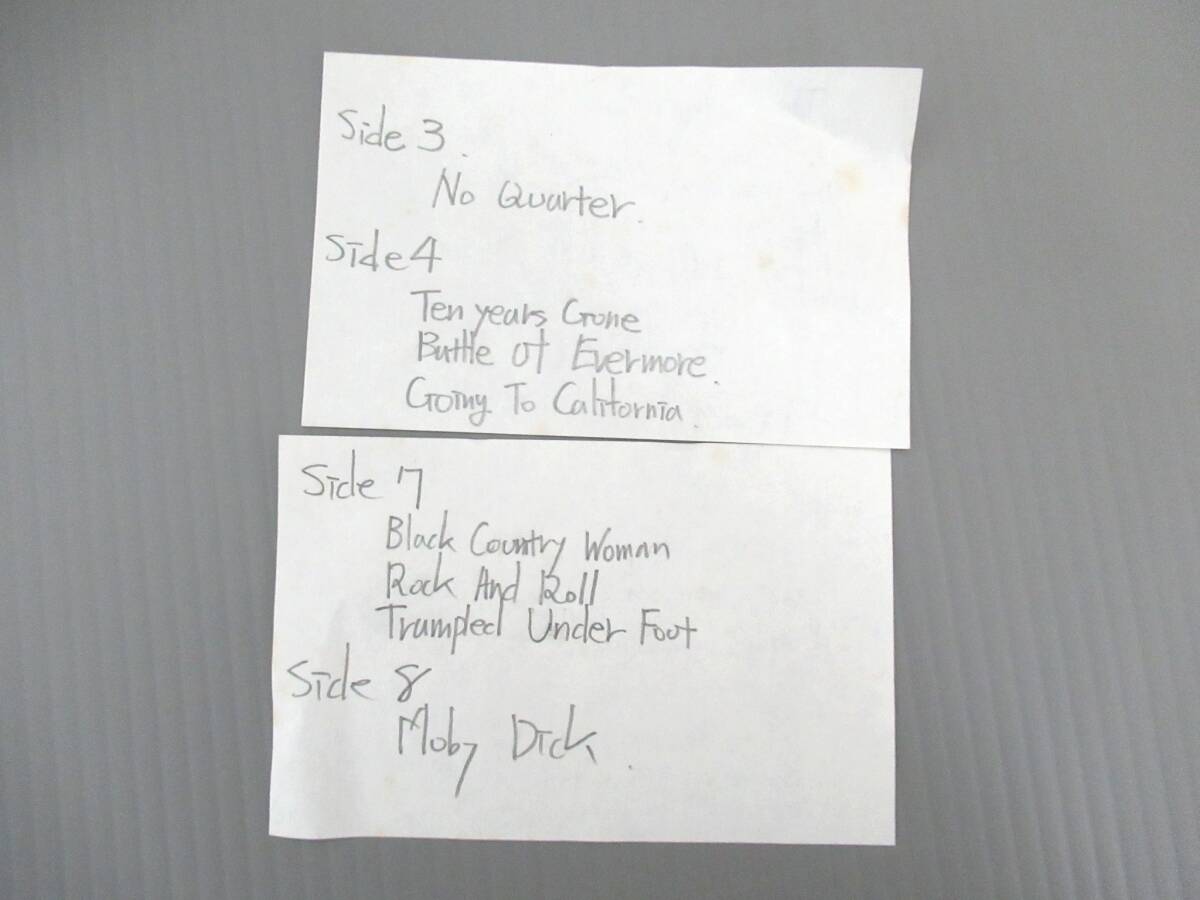 Side 3.
No Quarter.
Side 4
Ten years Gone
Battle of Evermore.
Going To California.
Side 7
Black Country Woman
Rock And Roll
Trampled Under Foot
Side 8
Moby Dick.